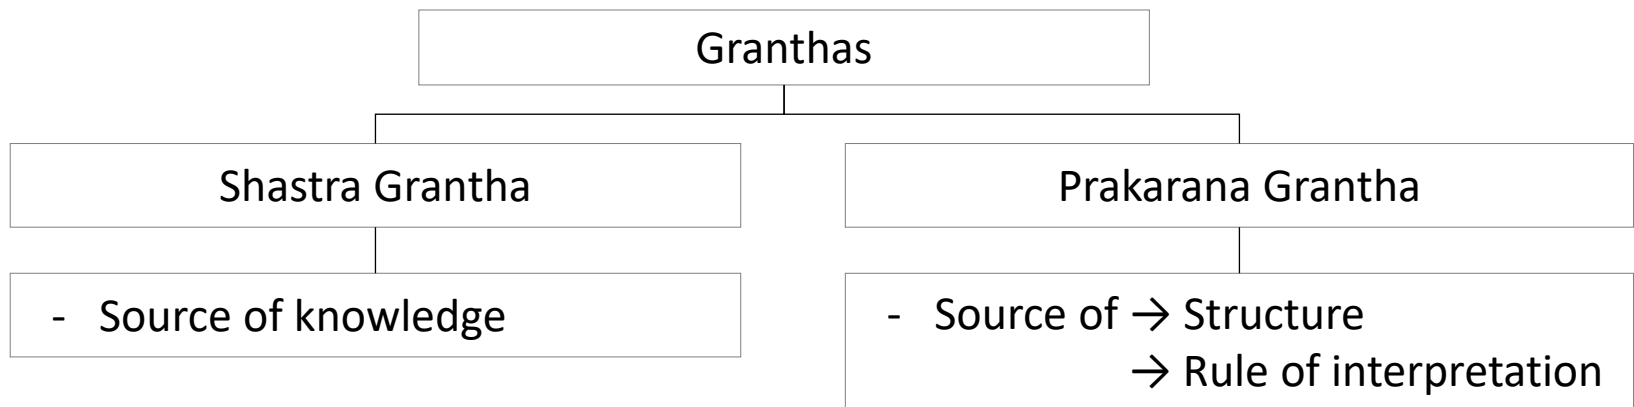 Granthas
Shastra Grantha
Prakarana Grantha
- Source of knowledge
- Source of → Structure
→ Rule of interpretation